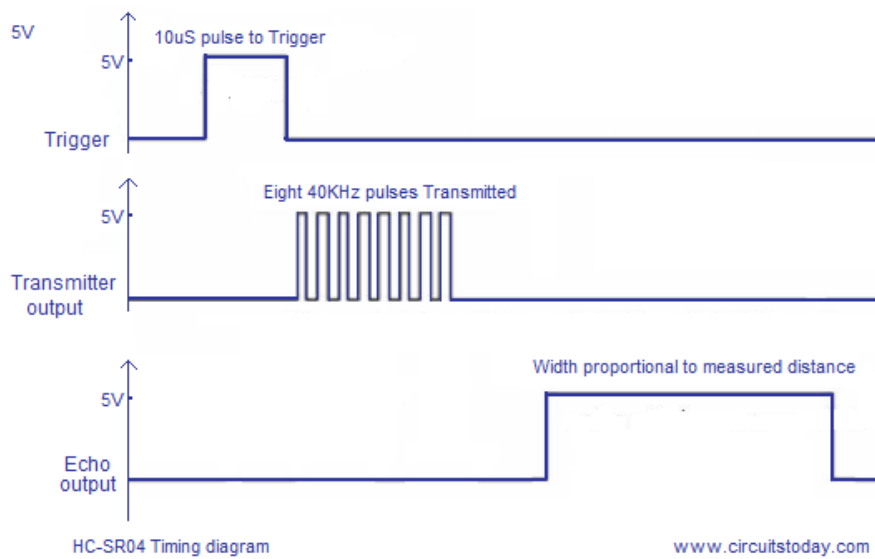 5V
10uS pulse to Trigger
5V
Trigger
Eight 40KHz pulses Transmitted
5V
Transmitter
output
Width proportional to measured distance
5V
Echo
output
HC-SR04 Timing diagram
www.circuitstoday.com